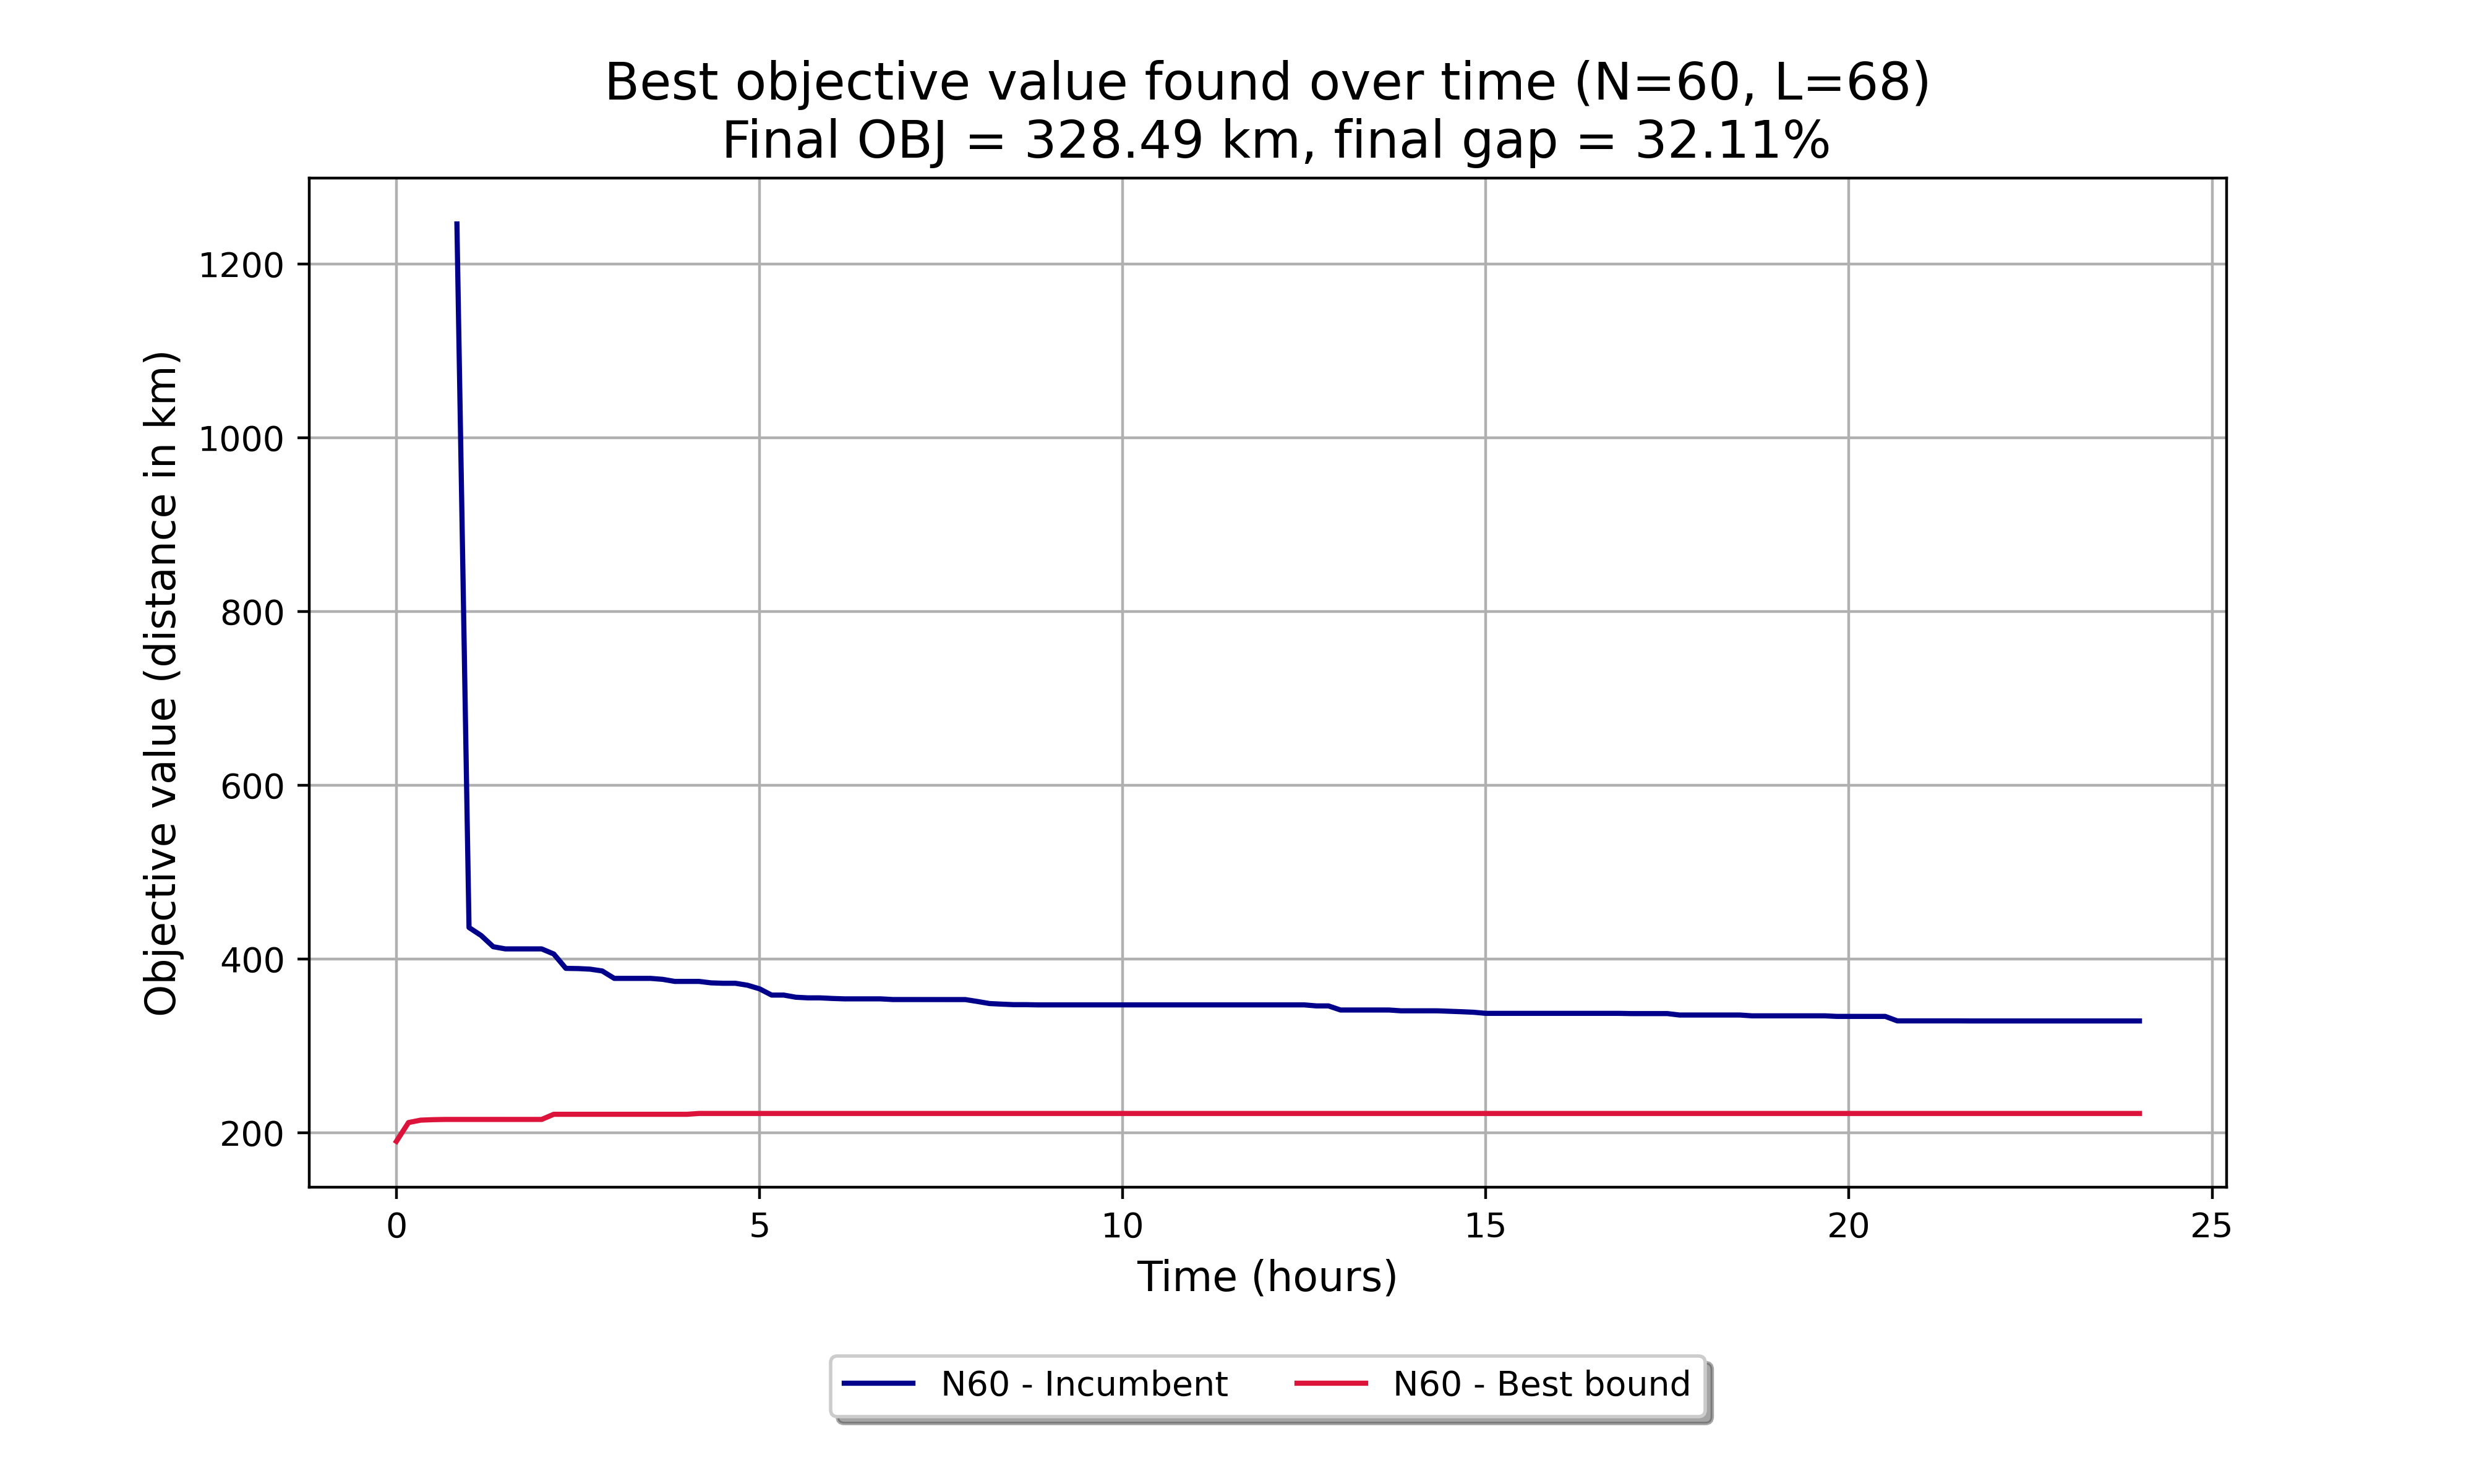 Best objective value found over time (N=60, L=68)
Final OBJ = 328.49 km, final gap = 32.11%
Objective value (distance in km)
1200
1000
800
600
400
200
0 5 10 15 20 25
Time (hours)
N60 - Incumbent N60 - Best bound